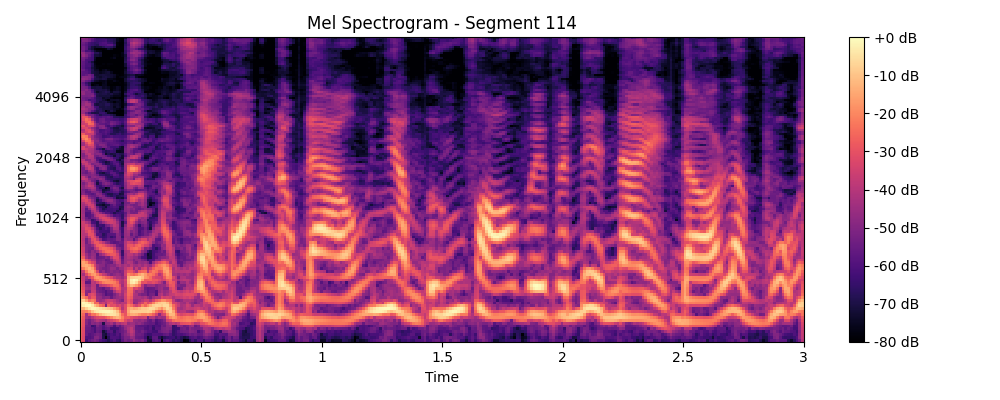 Mel Spectrogram - Segment 114
+0 dB
-10 dB
-20 dB
-30 dB
-40 dB
-50 dB
-60 dB
-70 dB
-80 dB
Frequency
4096
2048
1024
512
0
0
0.5
1
1.5
2
2.5
3
Time